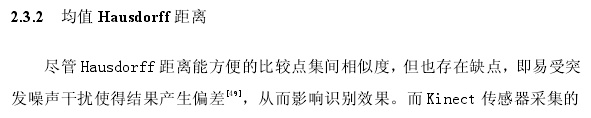 2.3.2 均值 Hausdorff 距离
尽管 Hausdorff 距离能方便的比较点集间相似度，但也存在缺点，即易受突
发噪声干扰使得结果产生偏差[49]，从而影响识别效果。而 Kinect 传感器采集的